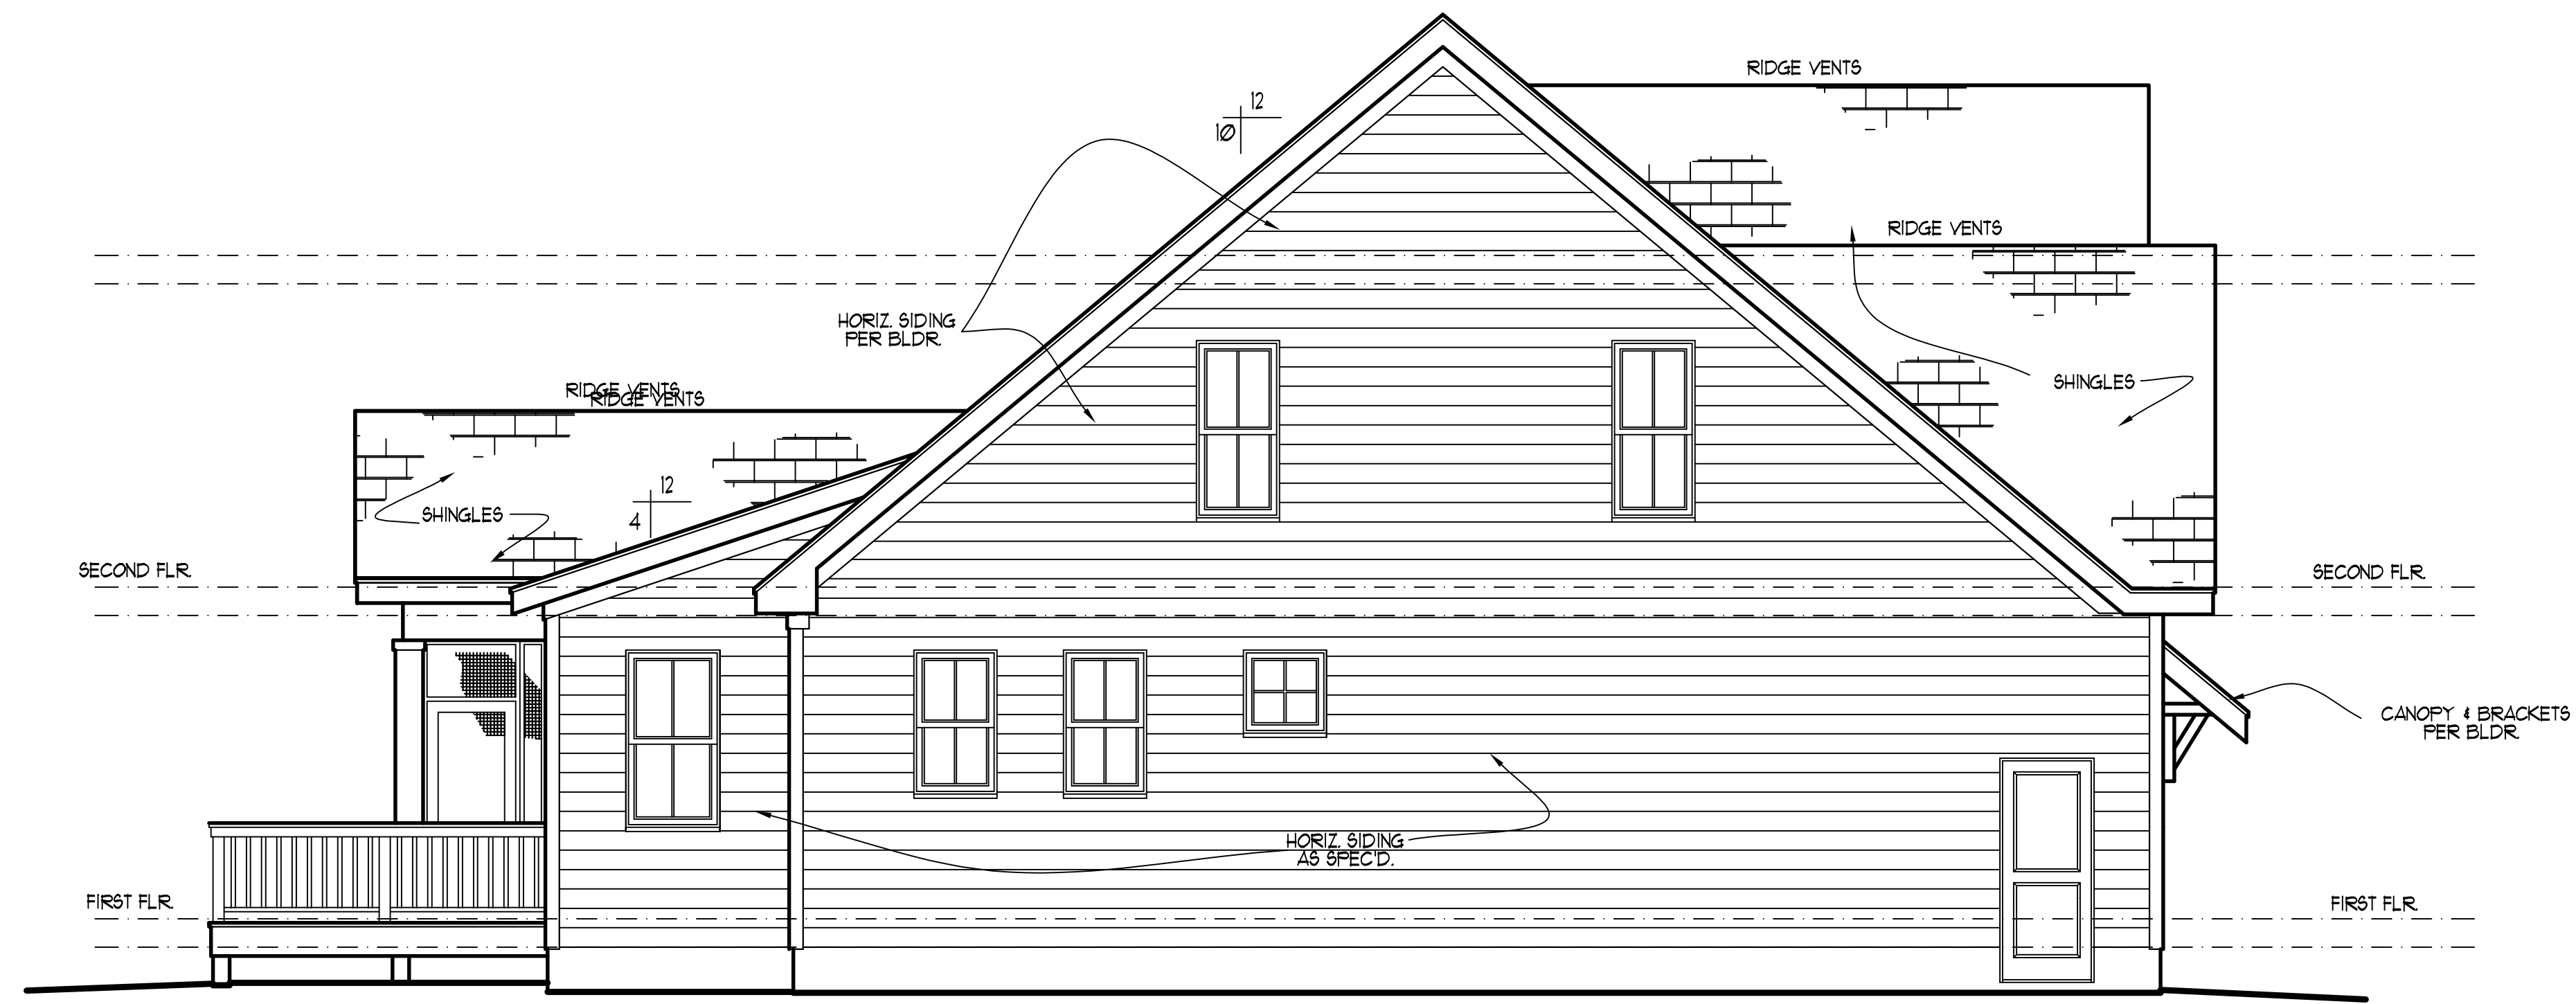 RIDGE VENTS
12
10
RIDGE VENTS
HORIZ. SIDING
PER BLDR.
SHINGLES
RIDGE VENTS
RIDGE VENTS
12
4
SHINGLES
SECOND FLR.
SECOND FLR.
CANOPY & BRACKETS
PER BLDR.
HORIZ. SIDING
AS SPEC'D.
FIRST FLR.
FIRST FLR.